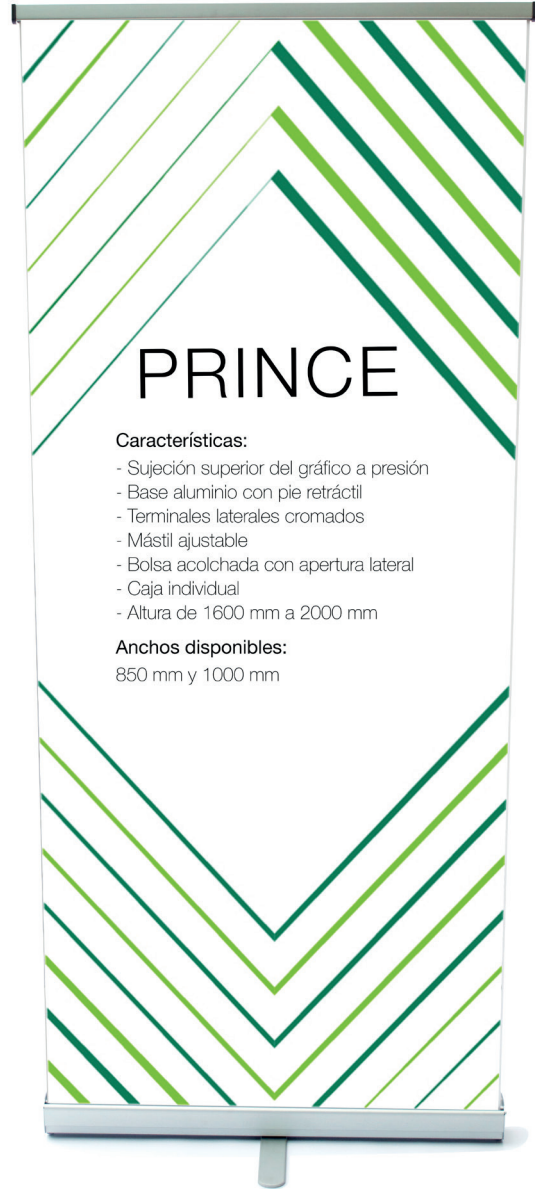 PRINCE
Características:
- Sujeción superior del gráfico a presión
- Base aluminio con pie retráctil
- Terminales laterales cromados
- Mástil ajustable
- Bolsa acolchada con apertura lateral
- Caja individual
- Altura de 1600 mm a 2000 mm
Anchos disponibles:
850 mm y 1000 mm